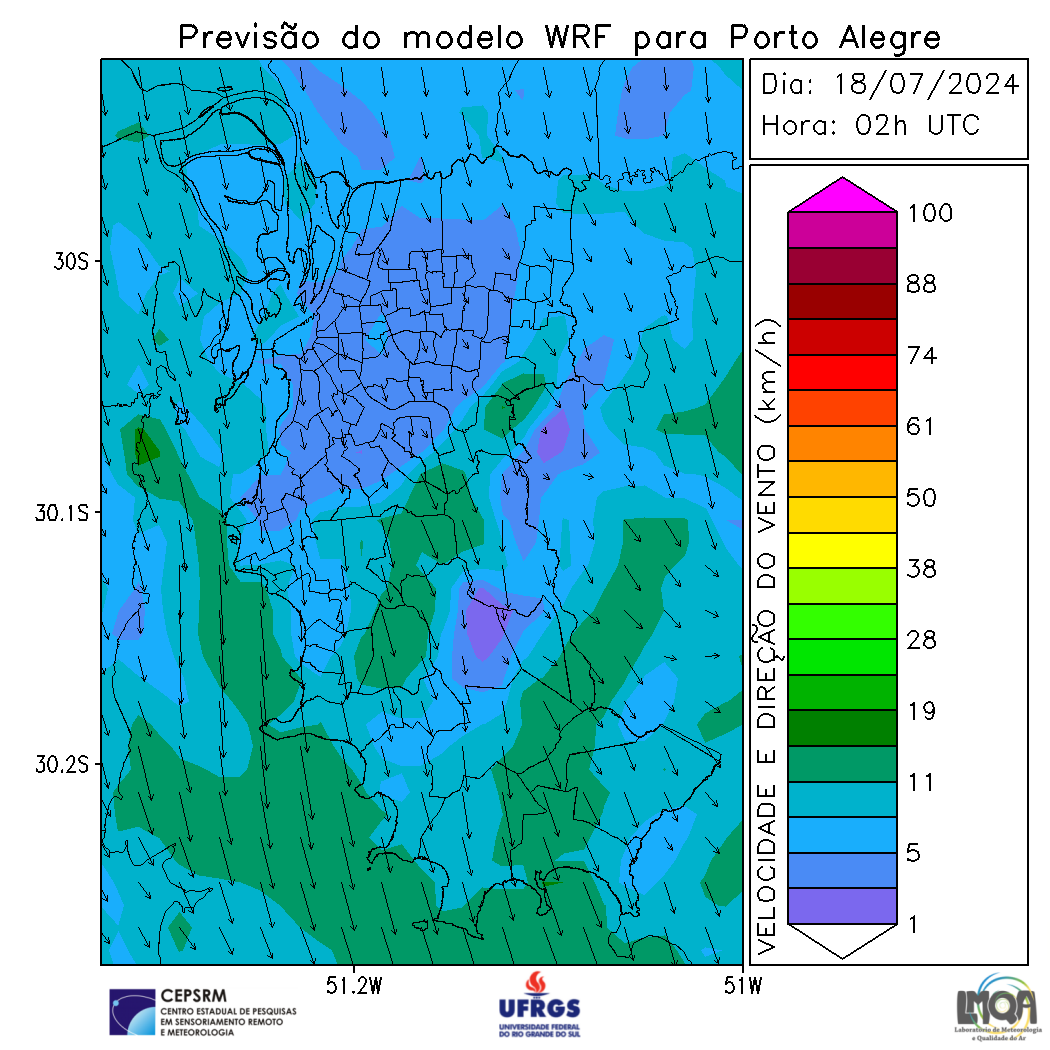 Previsão do modelo WRF para Porto Alegre
Dia: 18/07/2024
Hora: 02h UTC
30S
30.1S
30.2S
51.2W
51W
VELOCIDADE E DIREÇÃO DO VENTO (km/h)
100
88
74
61
50
38
28
19
11
5
1
CEPSRM
CENTRO ESTADUAL DE PESQUISAS
EM SENSORIAMENTO REMOTO
E METEOROLOGIA
UFRGS
UNIVERSIDADE FEDERAL
DO RIO GRANDE DO SUL
LMQA
Laboratório de Meteorologia
e Qualidade do Ar